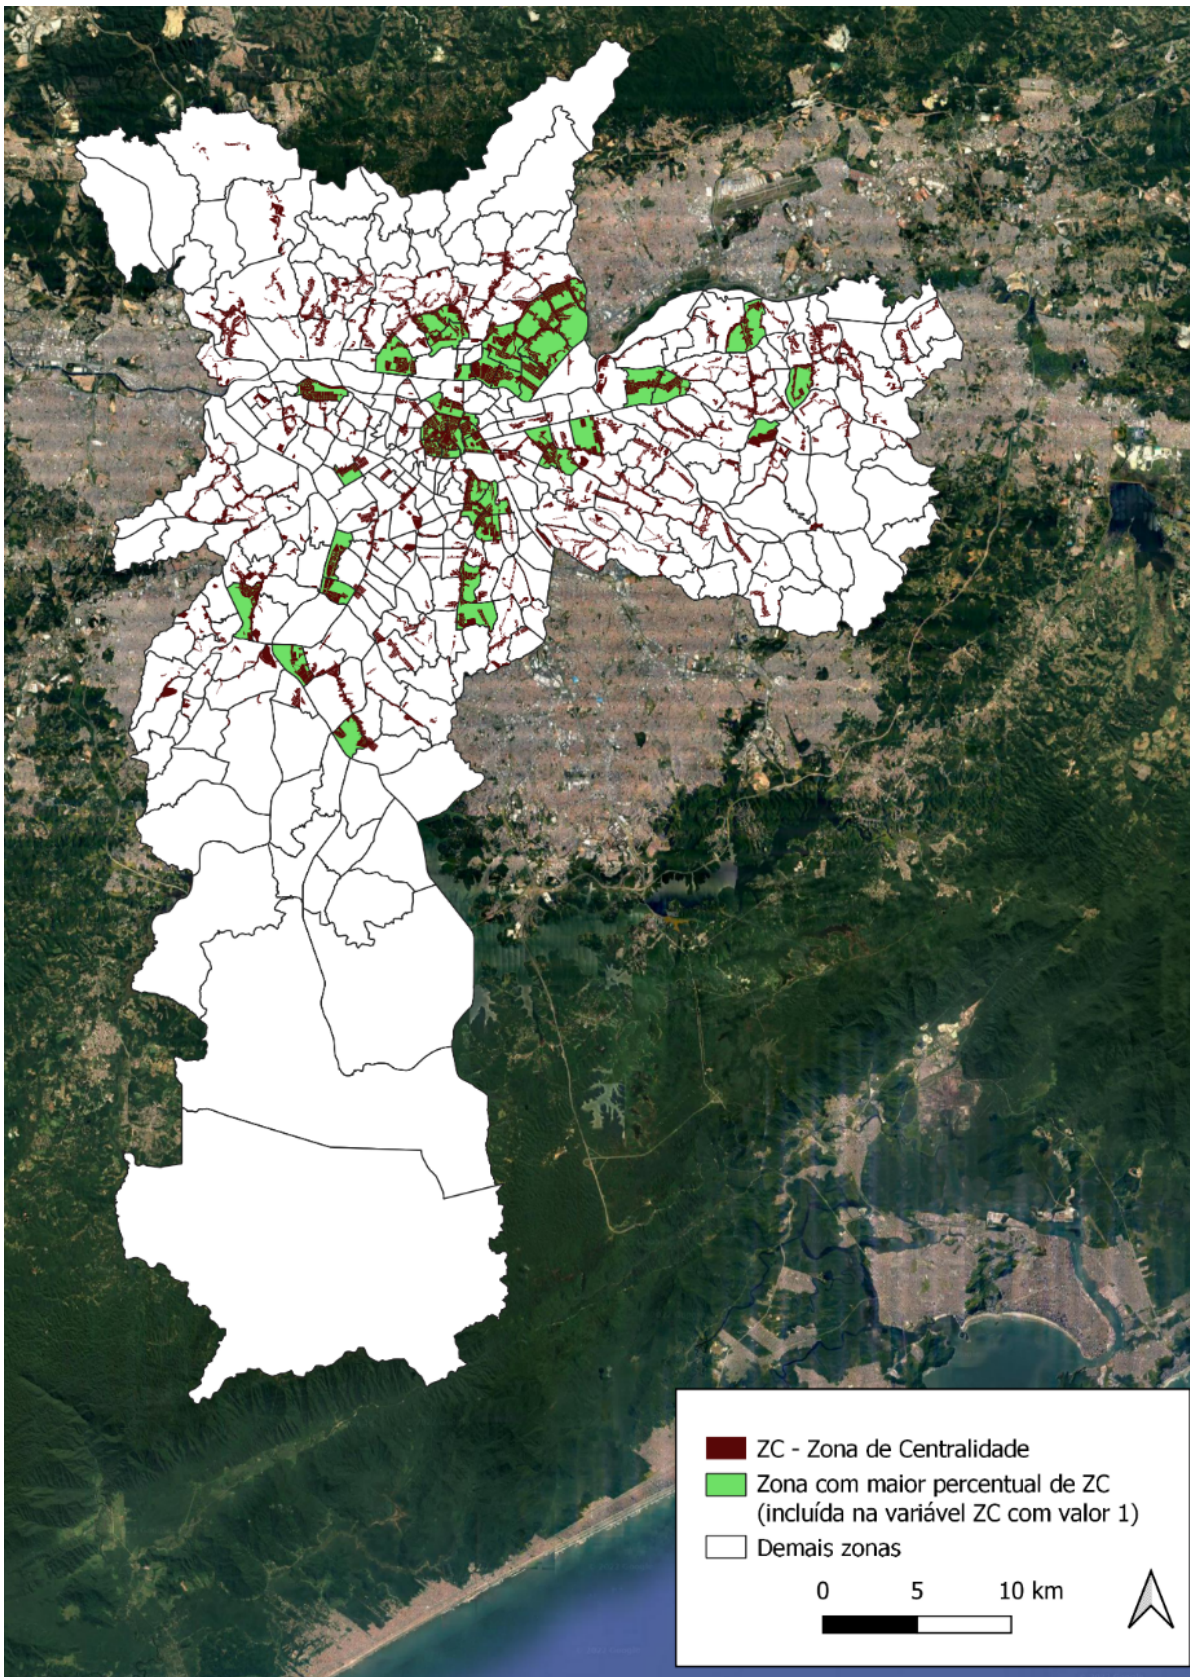 ZC - Zona de Centralidade
Zona com maior percentual de ZC
(incluída na variável ZC com valor 1)
Demais zonas
0 5 10 km